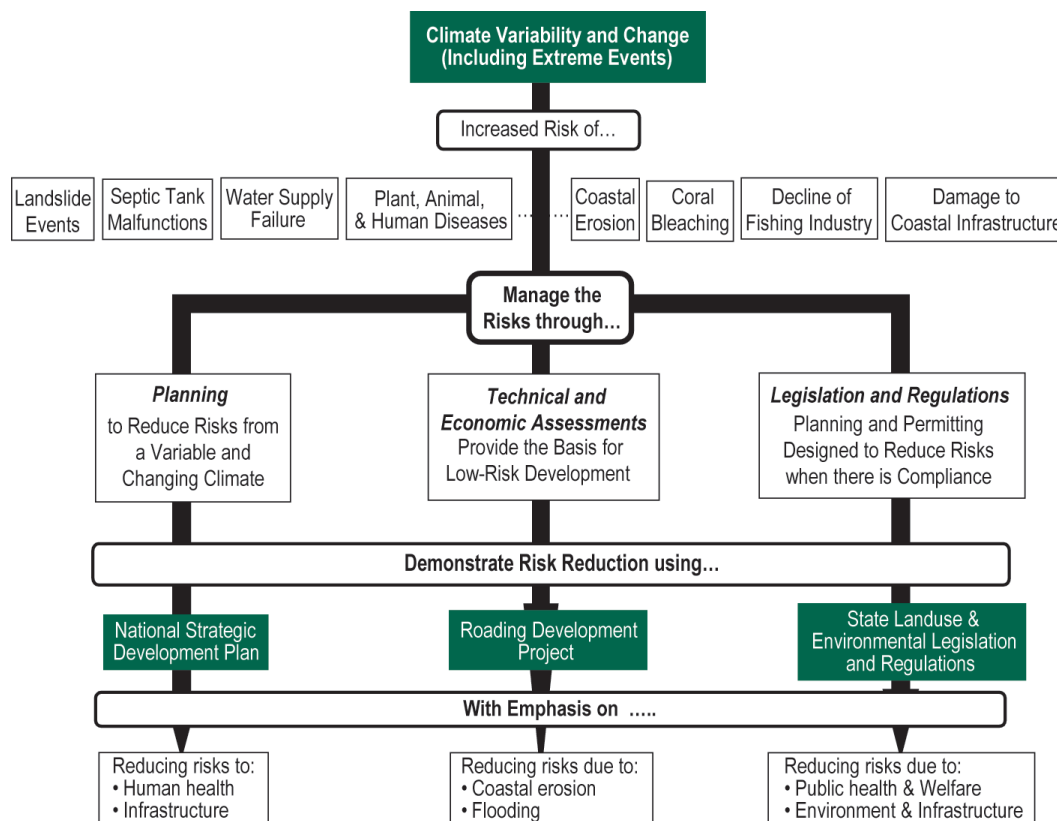 Climate Variability and Change
(Including Extreme Events)
Increased Risk of…
Landslide
Events
Septic Tank
Malfunctions
Water Supply
Failure
Plant, Animal,
& Human Diseases
Coastal
Erosion
Coral
Bleaching
Decline of
Fishing Industry
Damage to
Coastal Infrastructure
Manage the
Risks through…
Planning
to Reduce Risks from
a Variable and
Changing Climate
Technical and
Economic Assessments
Provide the Basis for
Low-Risk Development
Legislation and Regulations
Planning and Permitting
Designed to Reduce Risks
when there is Compliance
Demonstrate Risk Reduction using…
National Strategic
Development Plan
Roading Development
Project
State Landuse &
Environmental Legislation
and Regulations
With Emphasis on …..
Reducing risks to:
• Human health
• Infrastructure
Reducing risks due to:
• Coastal erosion
• Flooding
Reducing risks due to:
• Public health & Welfare
• Environment & Infrastructure